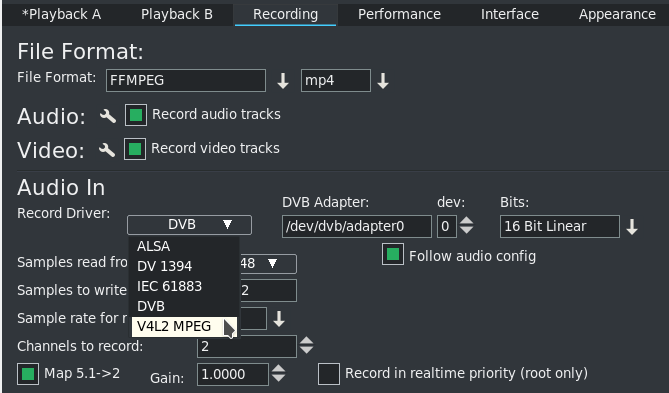 *Playback A Playback B Recording Performance Interface Appearance
File Format:
File Format: FFMPEG mp4
Audio: Record audio tracks
Video: Record video tracks
Audio In
DVB Adapter: dev: Bits:
Record Driver: DVB /dev/dvb/adapter0 0 16 Bit Linear
ALSA
Follow audio config
Samples read fro 48
DV 1394
IEC 61883
Samples to write 2
DVB
Sample rate for r
V4L2 MPEG
Channels to record: 2
Map 5.1->2 Gain: 1.0000 Record in realtime priority (root only)